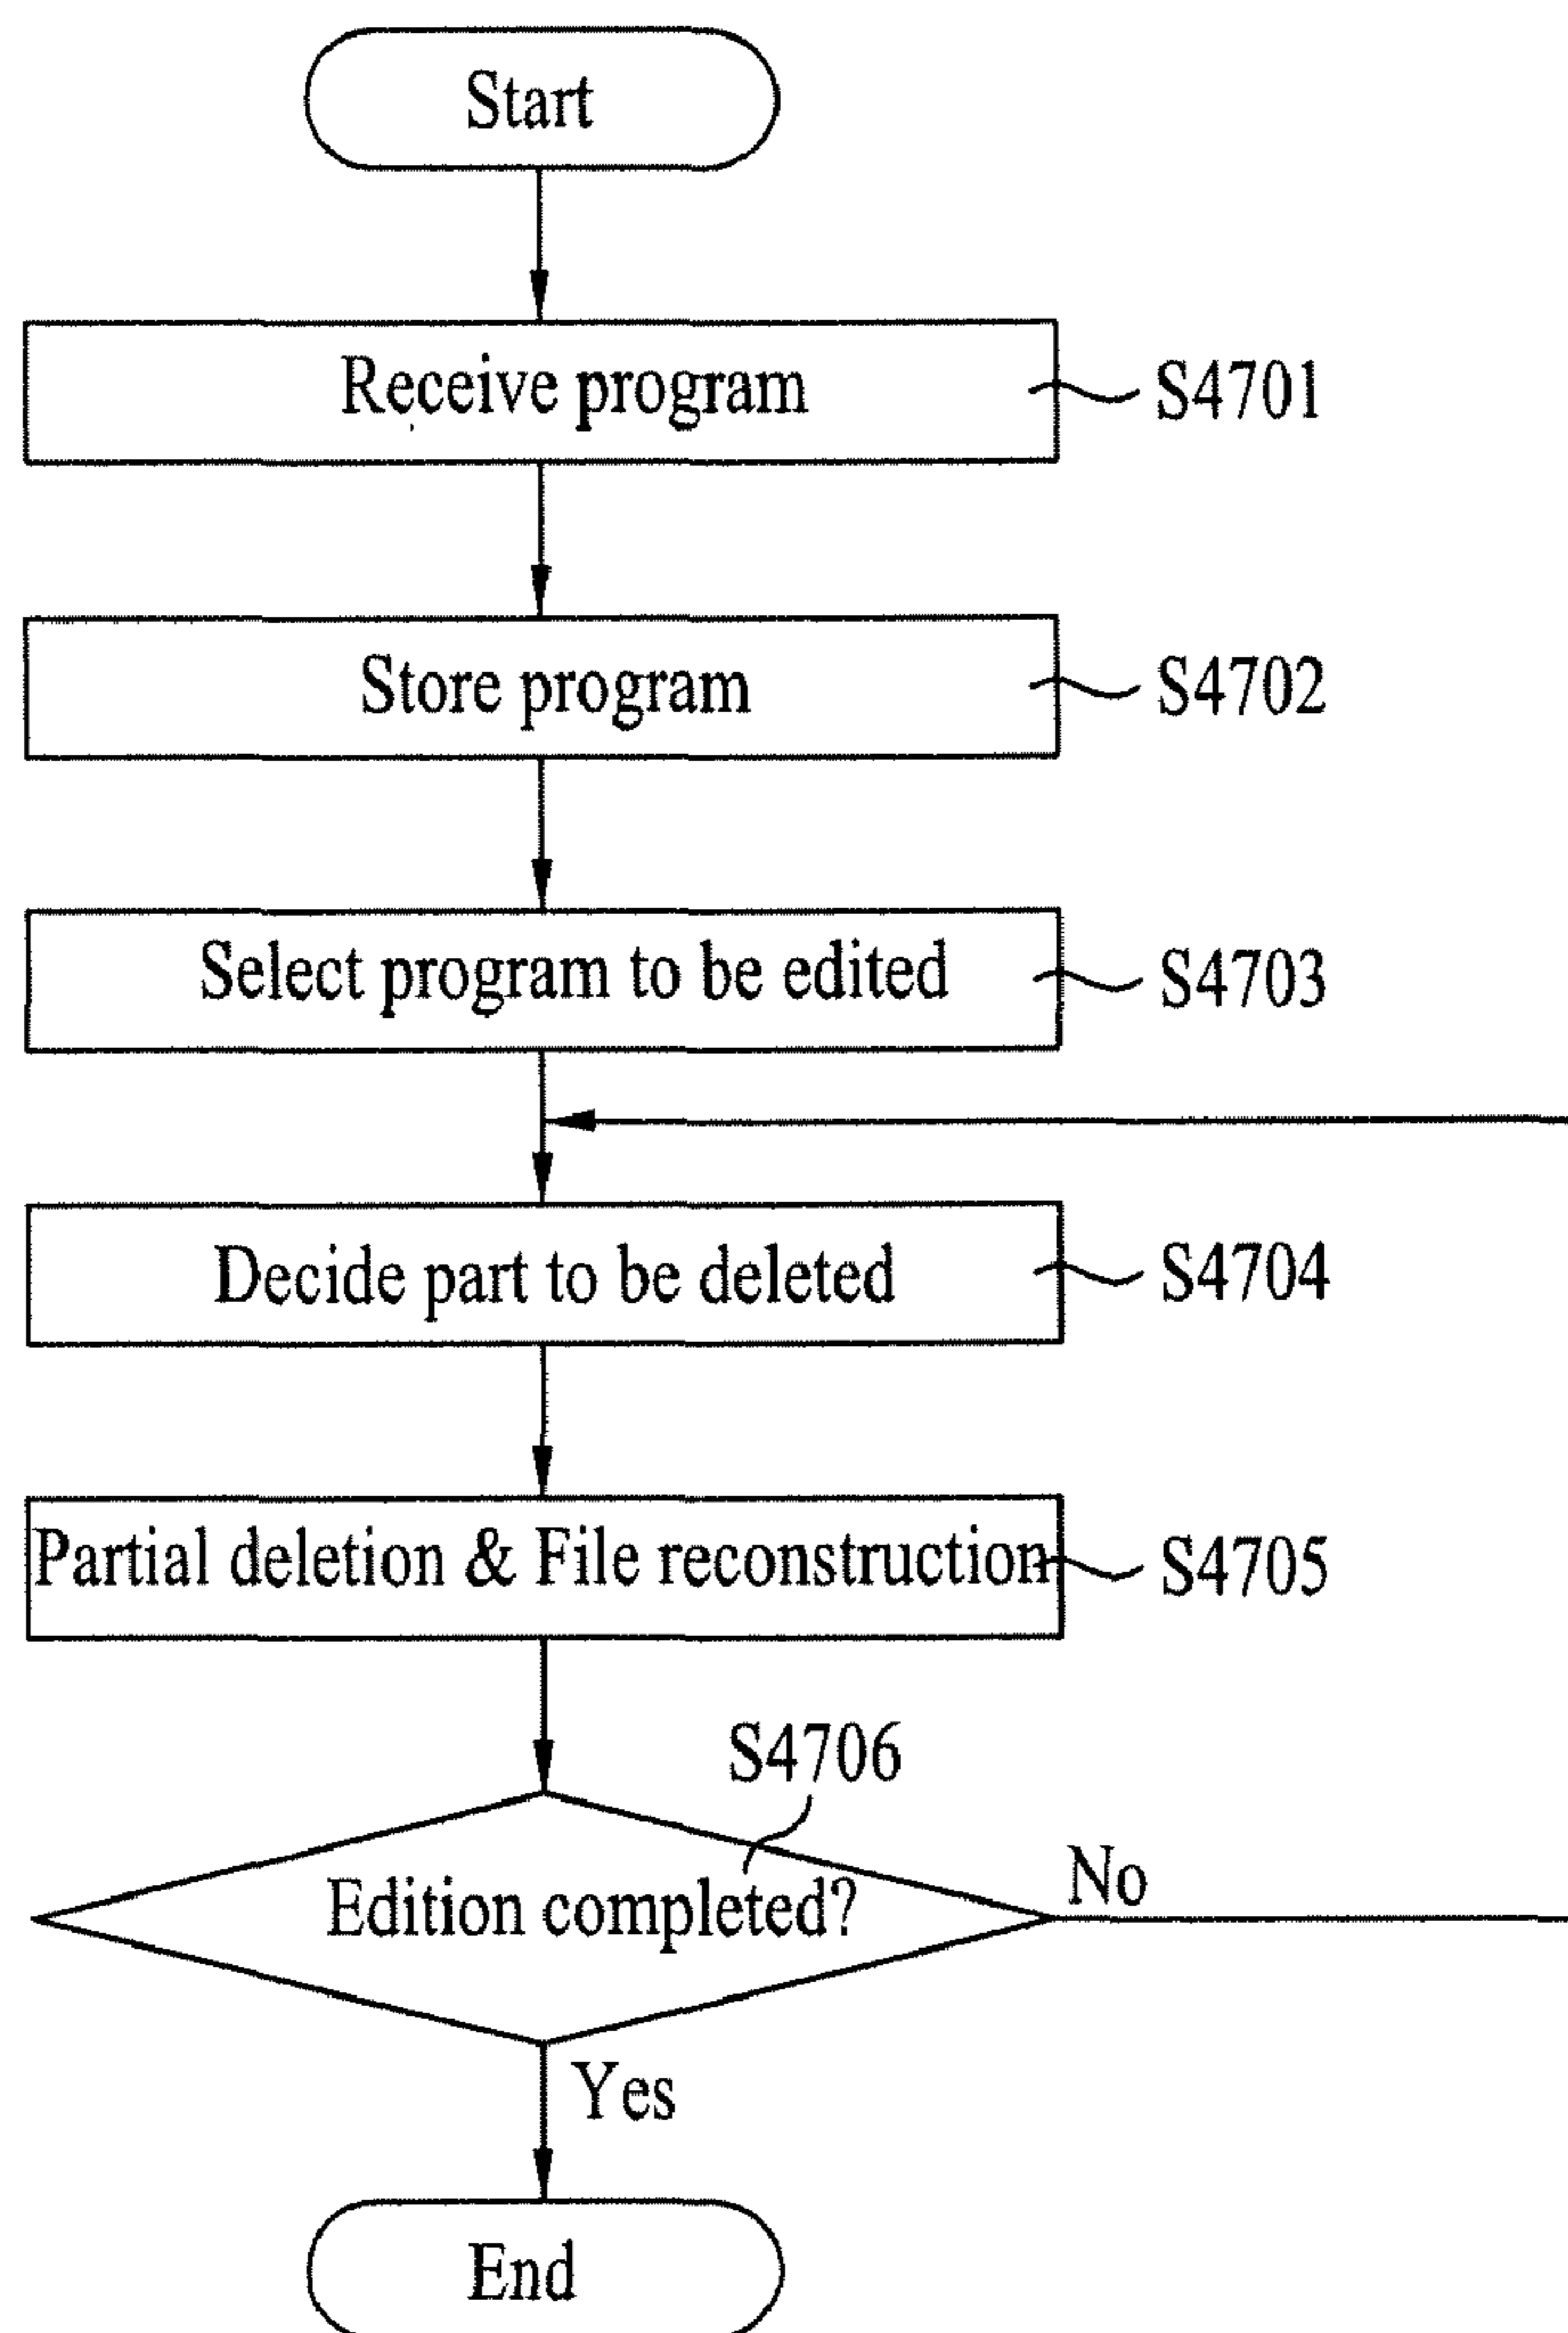 Start
Receive program
S4701
Store program
S4702
Select program to be edited
S4703
Decide part to be deleted
S4704
Partial deletion & File reconstruction
S4705
S4706
Edition completed?
No
Yes
End